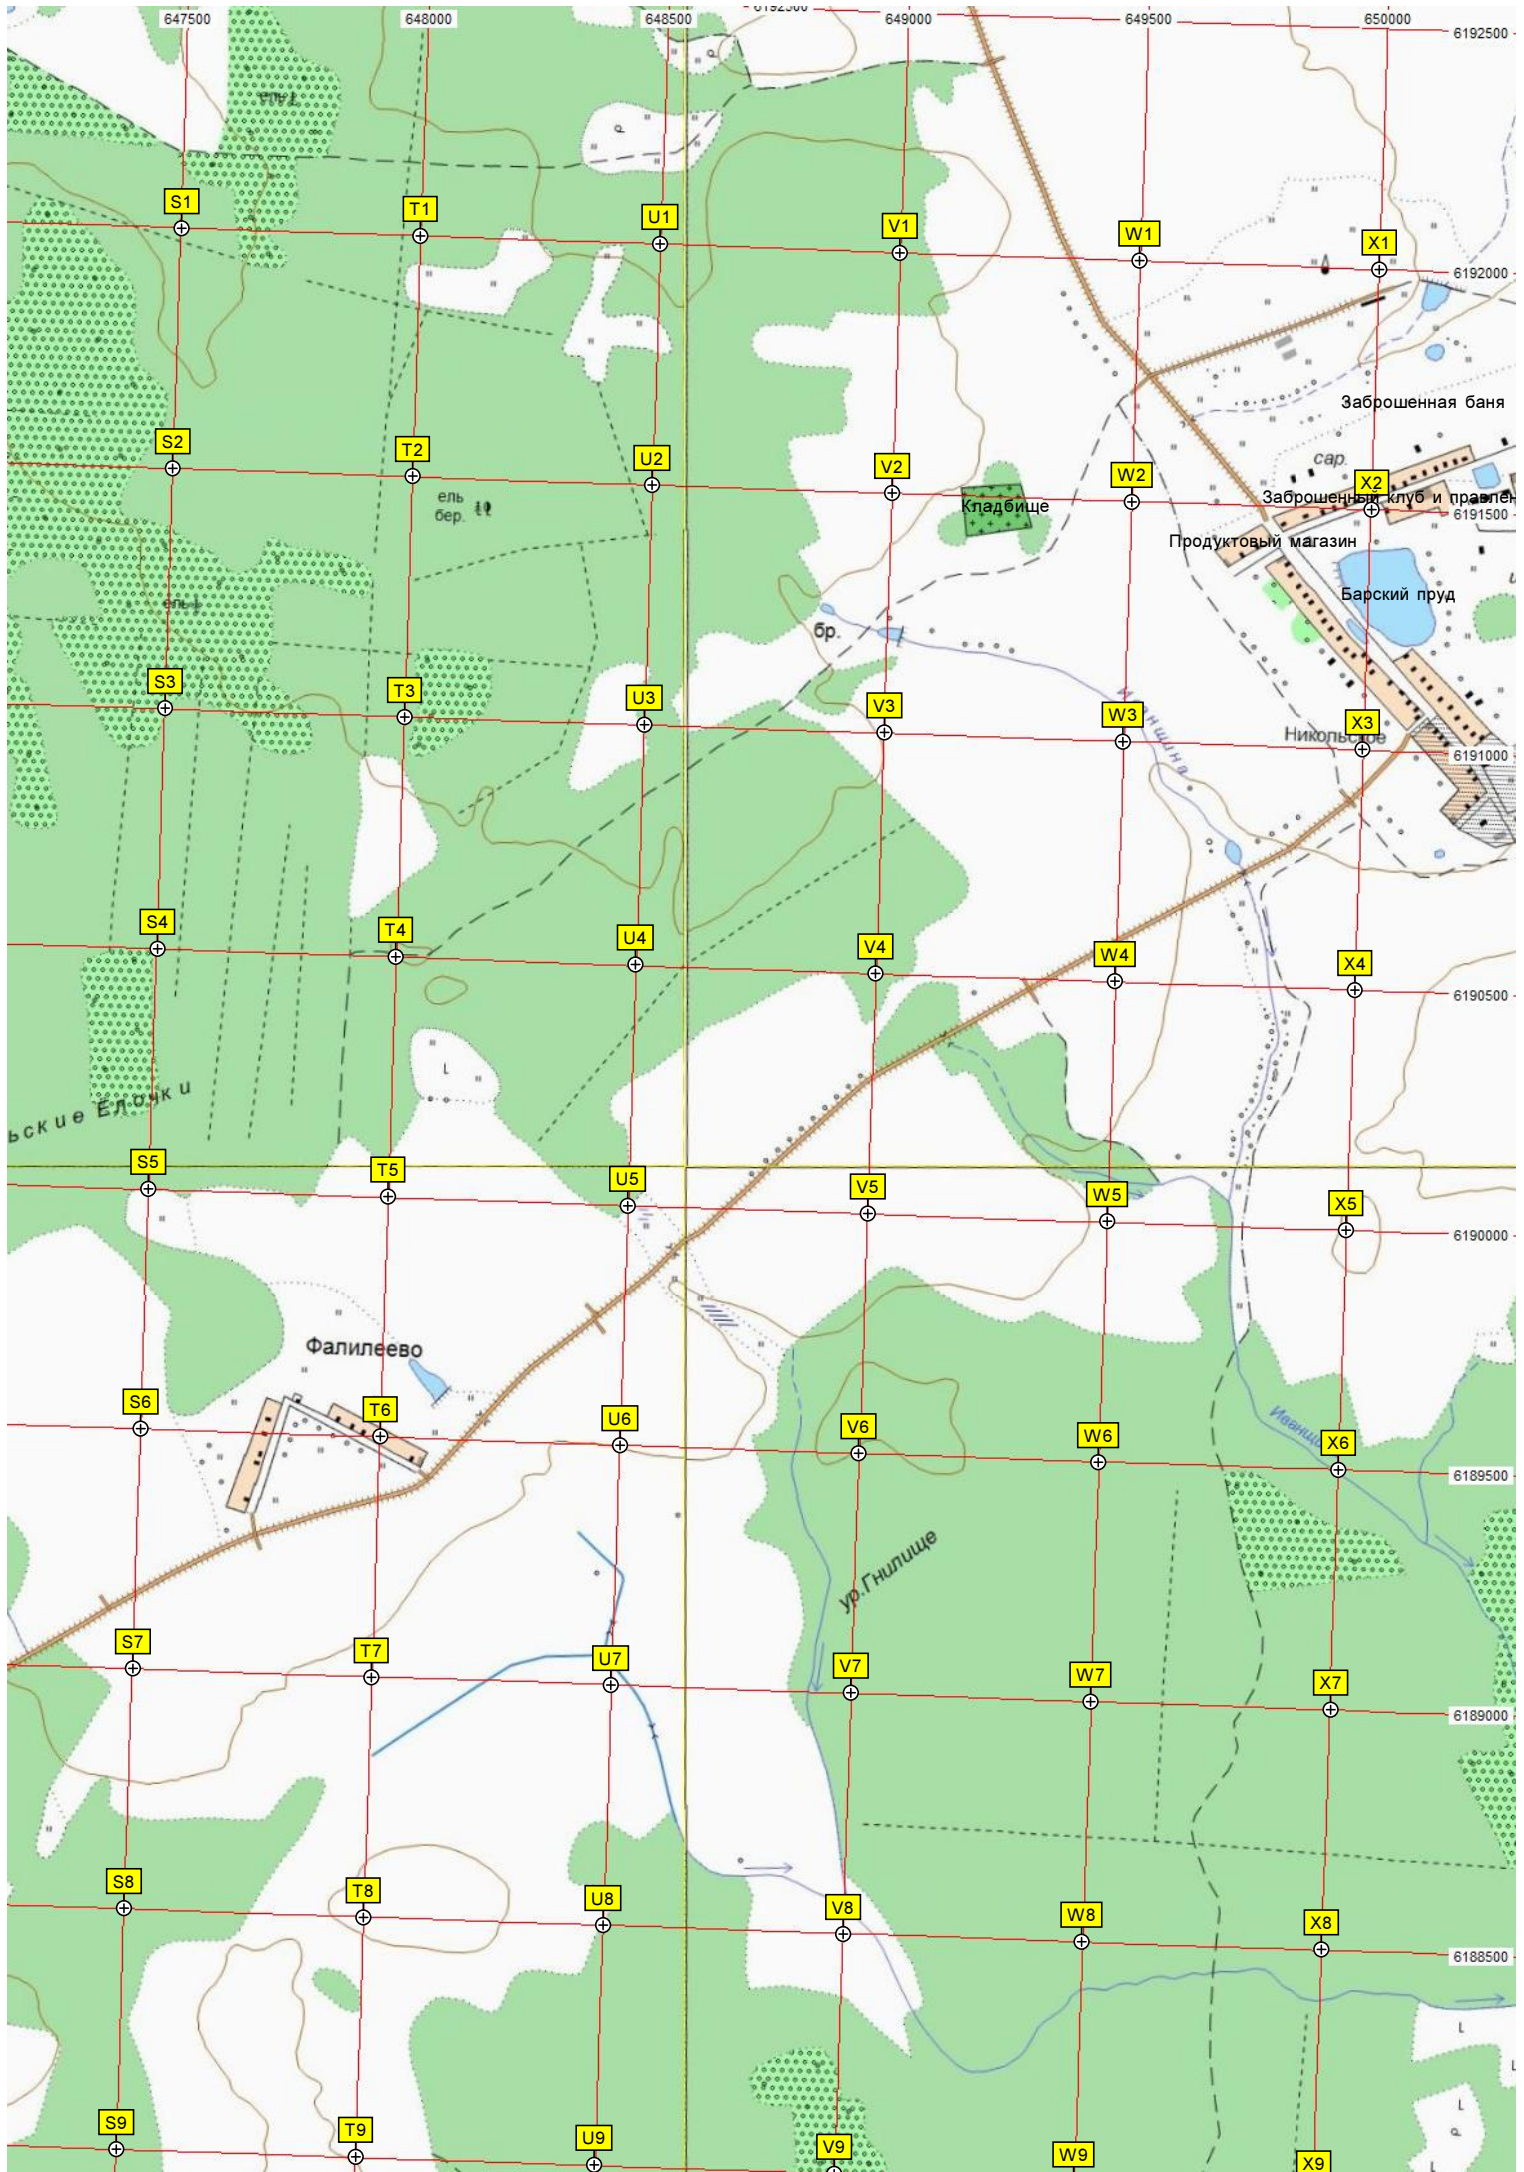 6192500
647500 648000 648500 649000 649500 650000
6192500
ель
S1 T1 U1 V1 W1 X1
6192000
Заброшенная баня
S2 T2 U2 V2 W2 X2
сар.
ель
бер.
Кладбище
Заброшенный клуб и правлен
6191500
Продуктовый магазин
Барский пруд
ель
бр.
S3 T3 U3 V3 W3 X3
Никольское
6191000
S4 T4 U4 V4 W4 X4
6190500
ьские Ёлочки
S5 T5 U5 V5 W5 X5
6190000
Фалилеево
S6 T6 U6 V6 W6 X6
6189500
ур.Гнилище
S7 T7 U7 V7 W7 X7
6189000
S8 T8 U8 V8 W8 X8
6188500
S9 T9 U9 V9 W9 X9